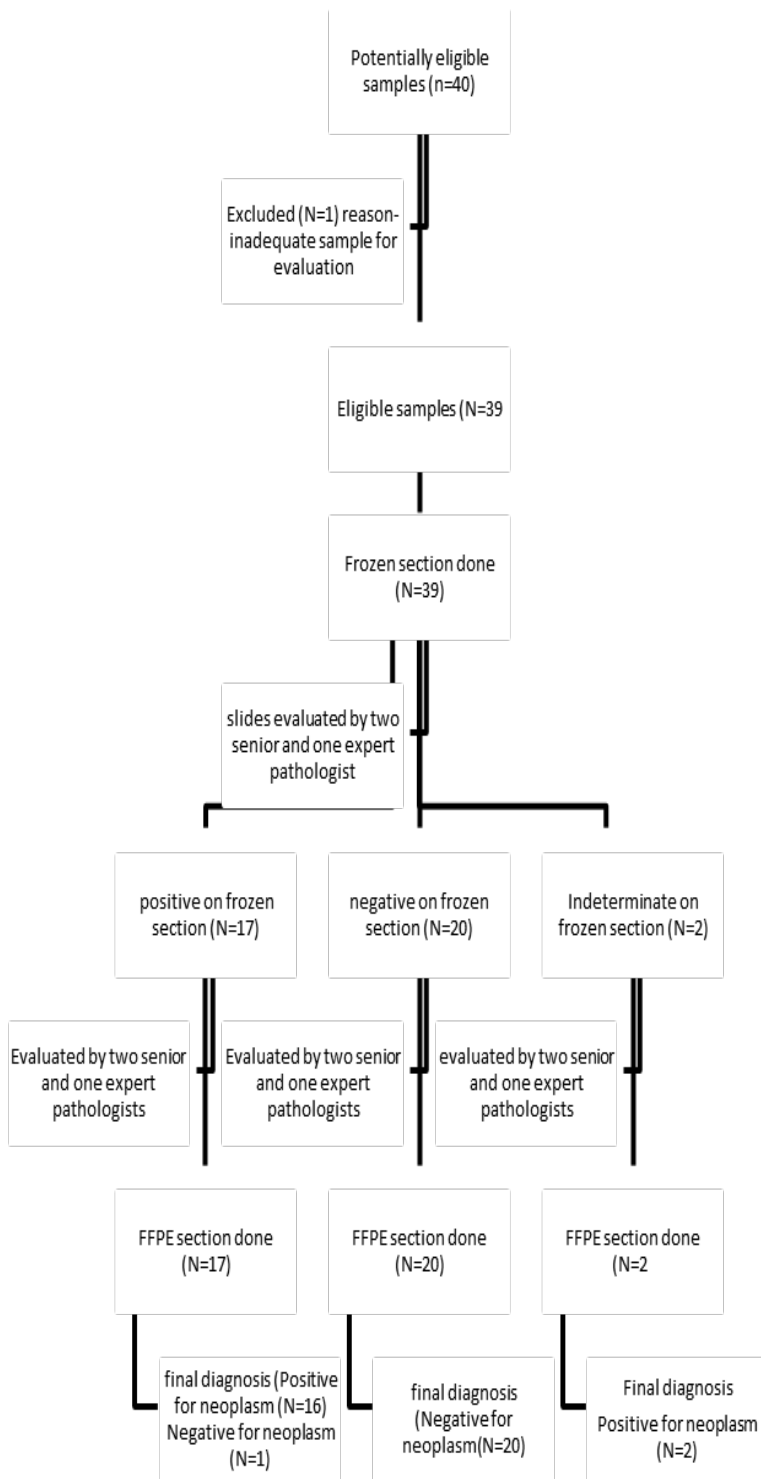 Potentially eligible
samples (n=40)
Excluded (N=1) reason-
inadequate sample for
evaluation
Eligible samples (N=39
Frozen section done
(N=39)
slides evaluated by two
senior and one expert
pathologist
positive on frozen
section (N=17)
negative on frozen
section (N=20)
Indeterminate on
frozen section (N=2)
Evaluated by two senior
and one expert
pathologists
Evaluated by two senior
and one expert
pathologists
evaluated by two senior
and one expert
pathologists
FFPE section done
(N=17)
FFPE section done
(N=20)
FFPE section done
(N=2
final diagnosis (Positive
for neoplasm (N=16)
Negative for neoplasm
(N=1)
final diagnosis
(Negative for
neoplasm(N=20)
Final diagnosis
Positive for neoplasm
(N=2)